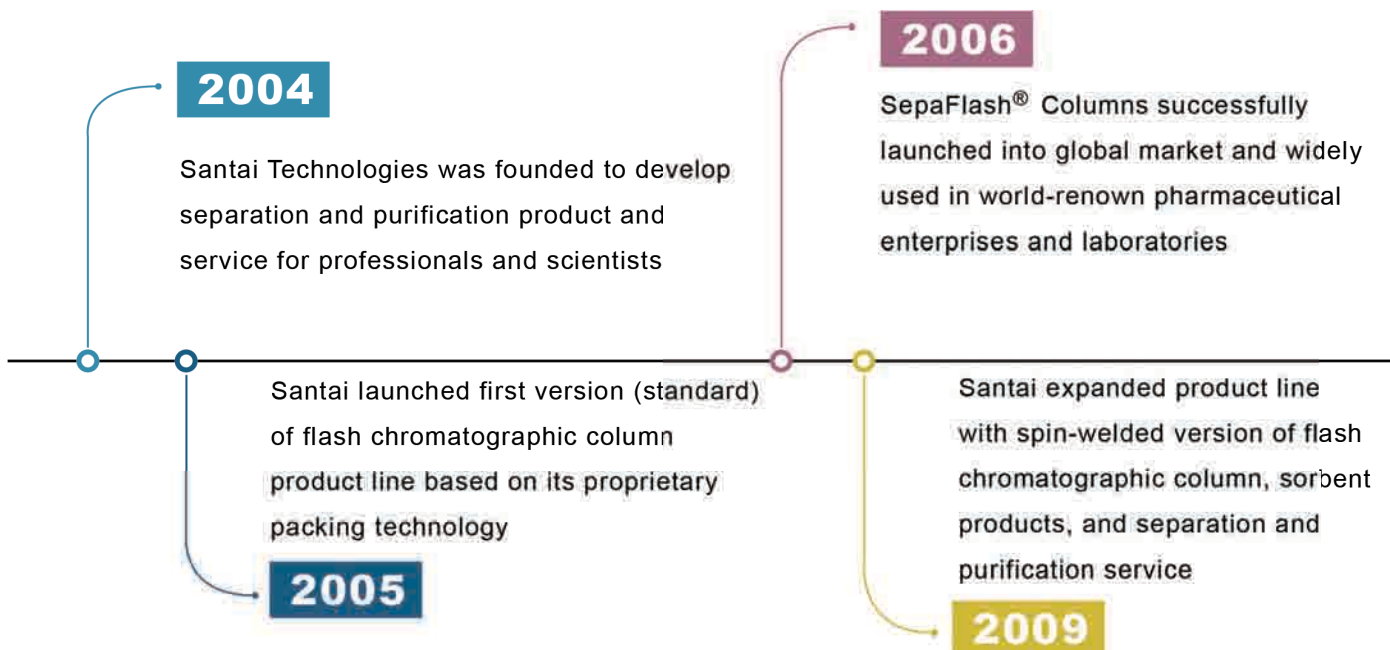 2004
Santai Technologies was founded to develop
separation and purification product and
service for professionals and scientists
2005
Santai launched first version (standard)
of flash chromatographic column
product line based on its proprietary
packing technology
2006
SepaFlash® Columns successfully
launched into global market and widely
used in world-renown pharmaceutical
enterprises and laboratories
2009
Santai expanded product line
with spin-welded version of flash
chromatographic column, sorbent
products, and separation and
purification service